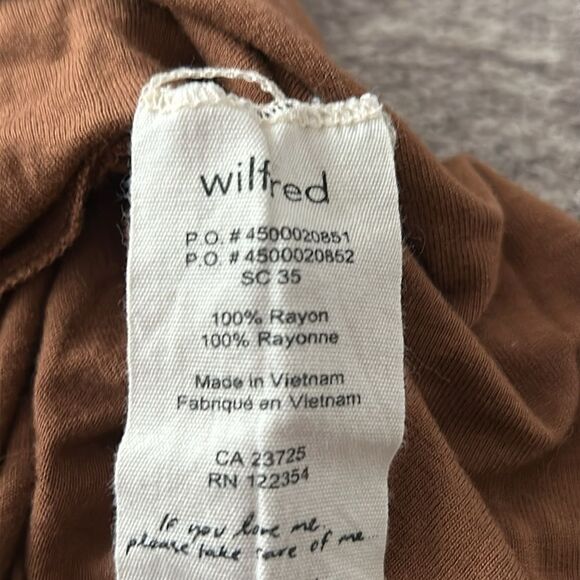 wilfred
P.O. #4500020851
P.O. #4500020852
SC 35
100% Rayon
100% Rayonne
Made in Vietnam
Fabriqué en Vietnam
CA 23725
RN 122354
If you love me...
please take care of me...